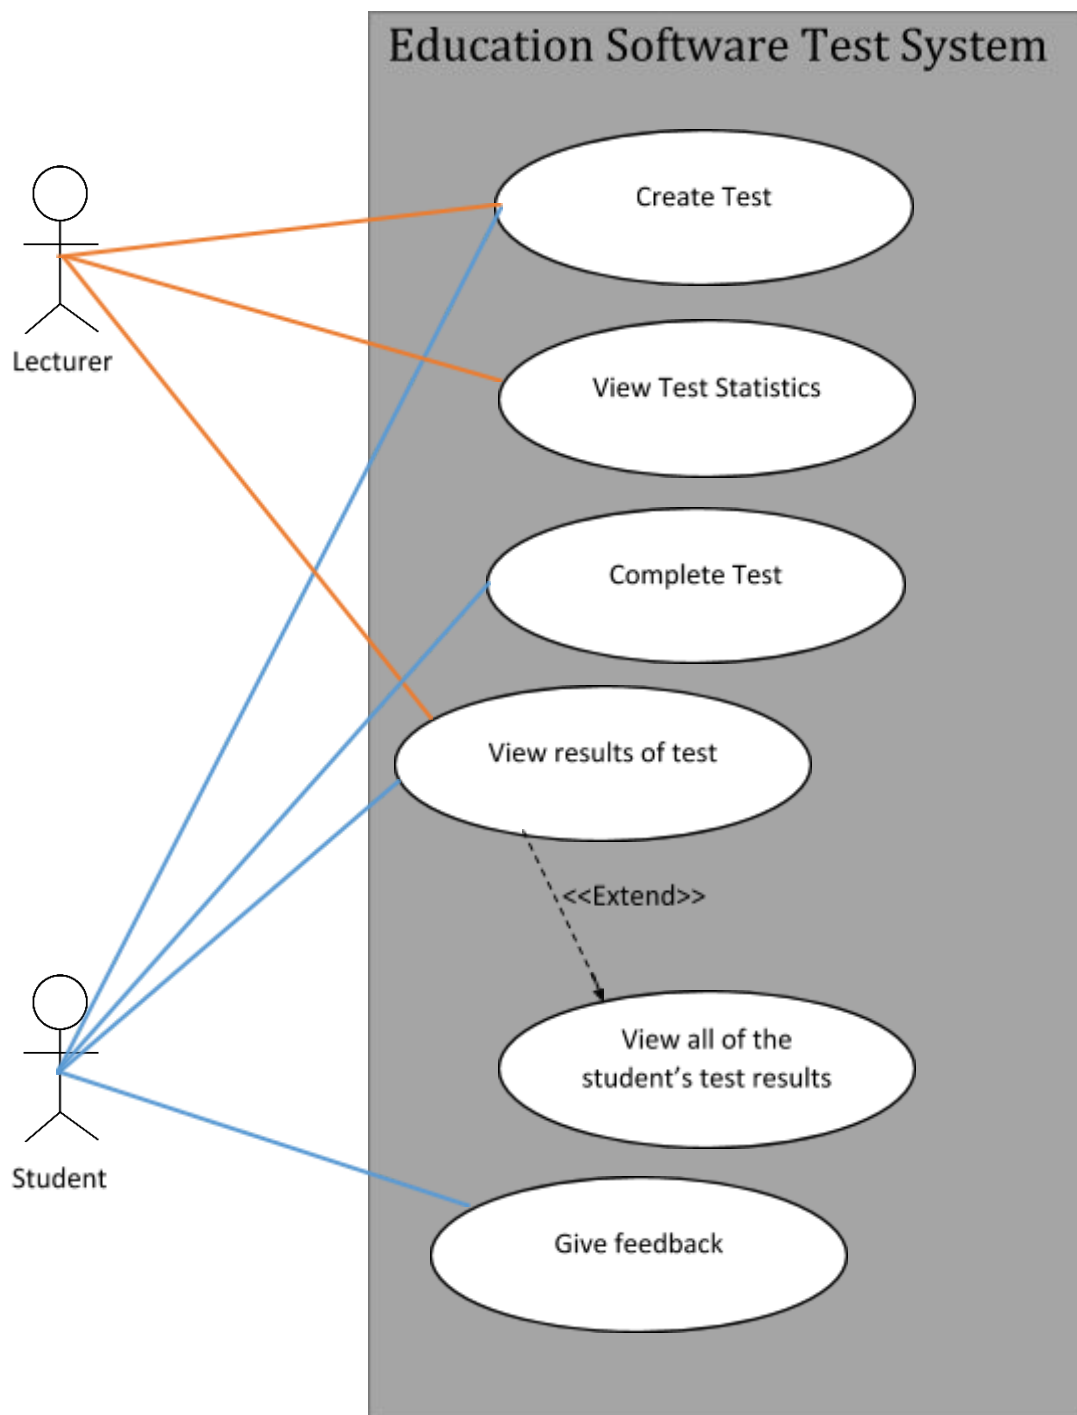 Education Software Test System
Create Test
Lecturer
View Test Statistics
Complete Test
View results of test
<<Extend>>
View all of the
student’s test results
Student
Give feedback